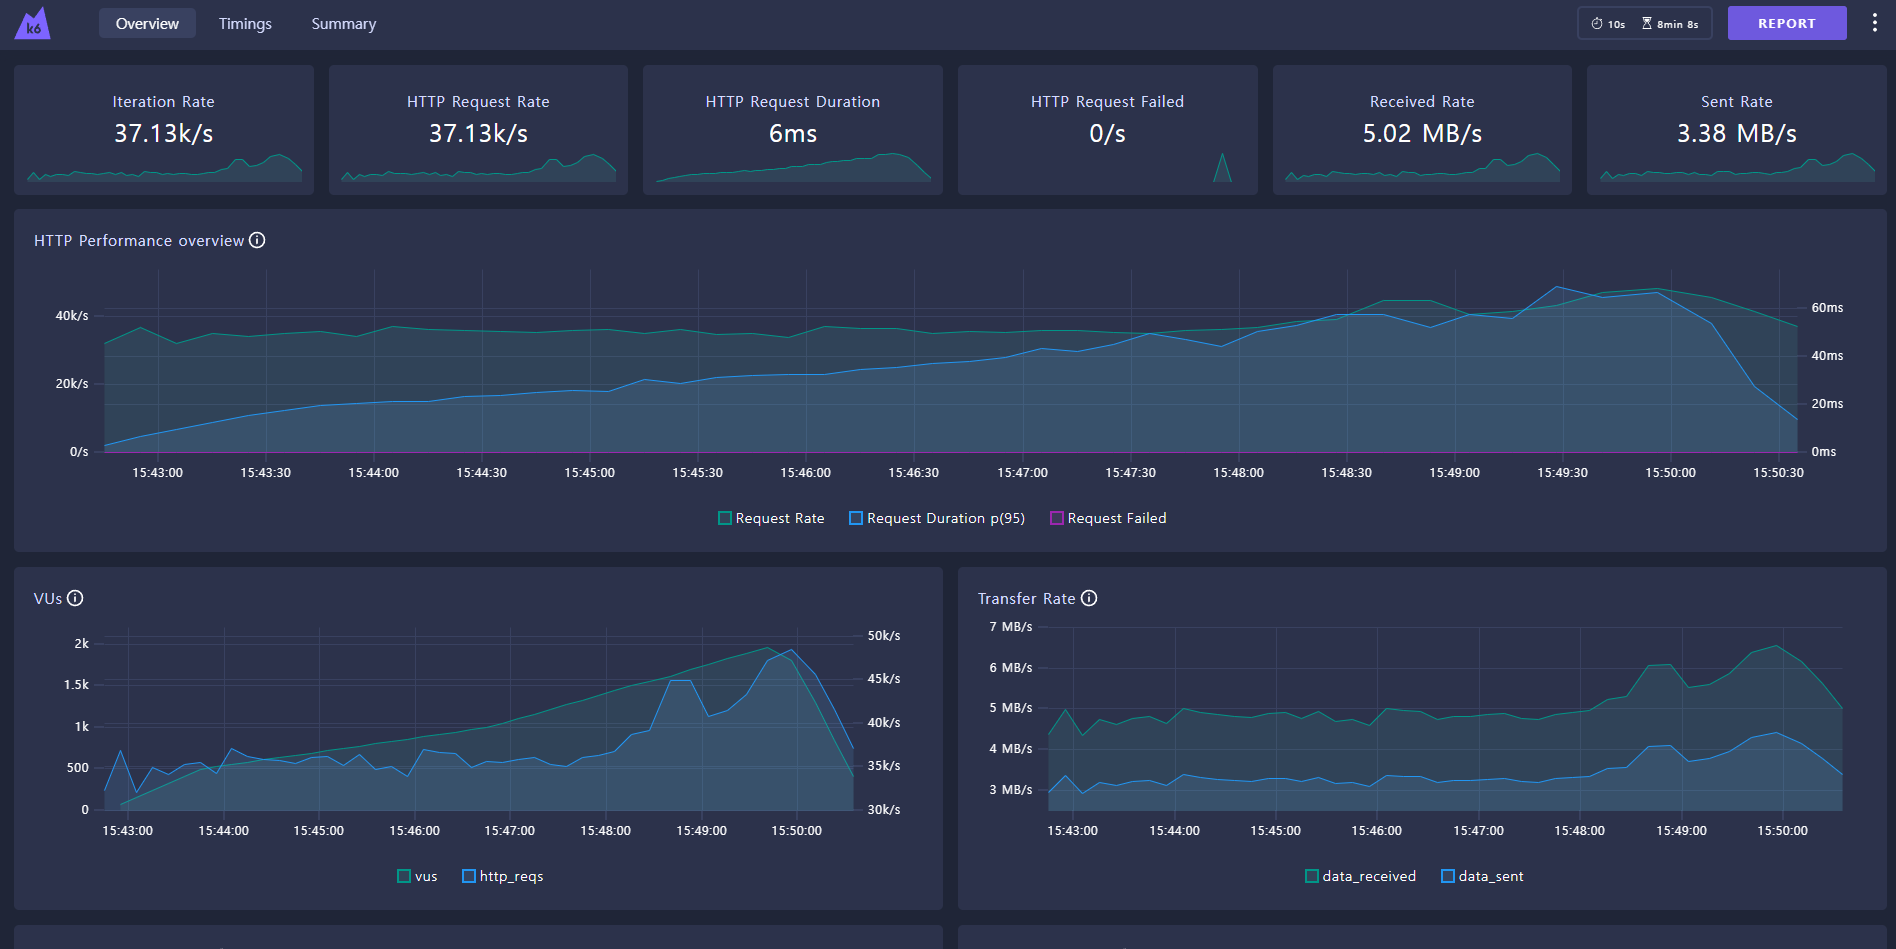 k6 Overview Timings Summary 10s 8min 8s REPORT
Iteration Rate
37.13k/s
HTTP Request Rate
37.13k/s
HTTP Request Duration
6ms
HTTP Request Failed
0/s
Received Rate
5.02 MB/s
Sent Rate
3.38 MB/s
HTTP Performance overview
40k/s
20k/s
0/s
60ms
40ms
20ms
0ms
15:43:00 15:43:30 15:44:00 15:44:30 15:45:00 15:45:30 15:46:00 15:46:30 15:47:00 15:47:30 15:48:00 15:48:30 15:49:00 15:49:30 15:50:00 15:50:30
Request Rate Request Duration p(95) Request Failed
VUs
2k
1.5k
1k
500
0
50k/s
45k/s
40k/s
35k/s
30k/s
15:43:00 15:44:00 15:45:00 15:46:00 15:47:00 15:48:00 15:49:00 15:50:00
vus http_reqs
Transfer Rate
7 MB/s
6 MB/s
5 MB/s
4 MB/s
3 MB/s
15:43:00 15:44:00 15:45:00 15:46:00 15:47:00 15:48:00 15:49:00 15:50:00
data_received data_sent